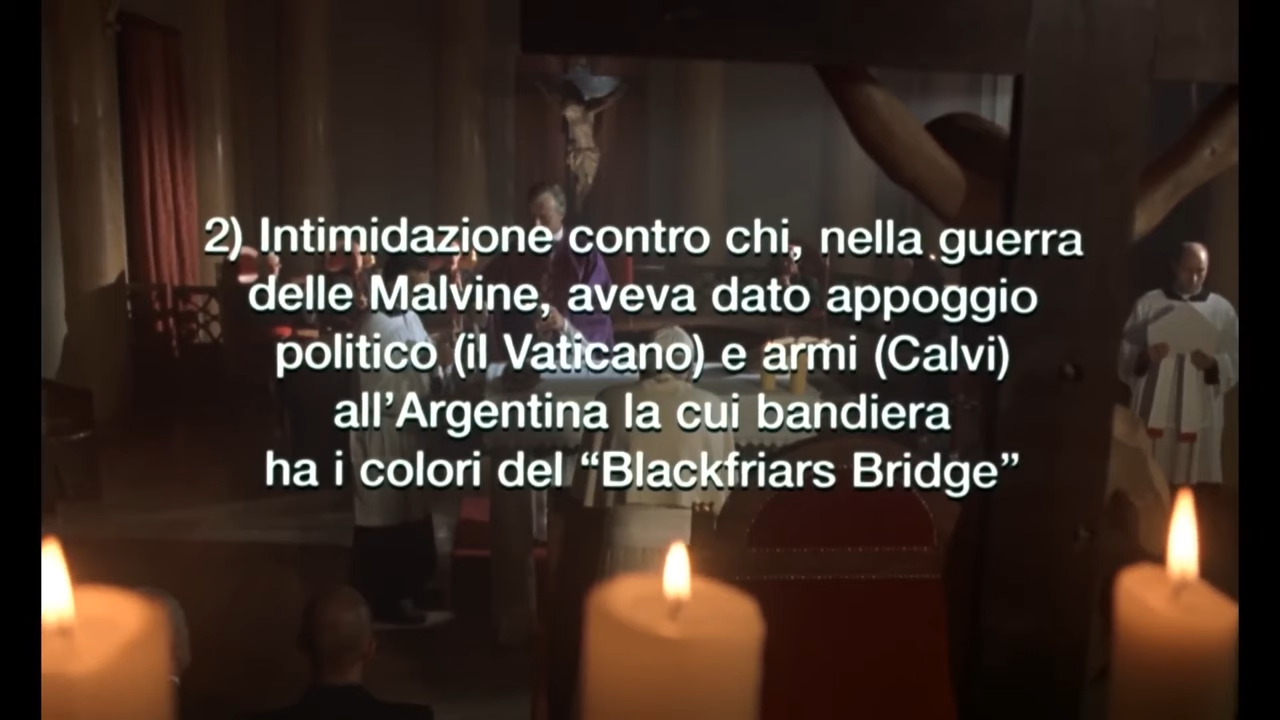 2) Intimidazione contro chi, nella guerra
delle Malvine, aveva dato appoggio
politico (il Vaticano) e armi (Calvi)
all’Argentina la cui bandiera
ha i colori del “Blackfriars Bridge”